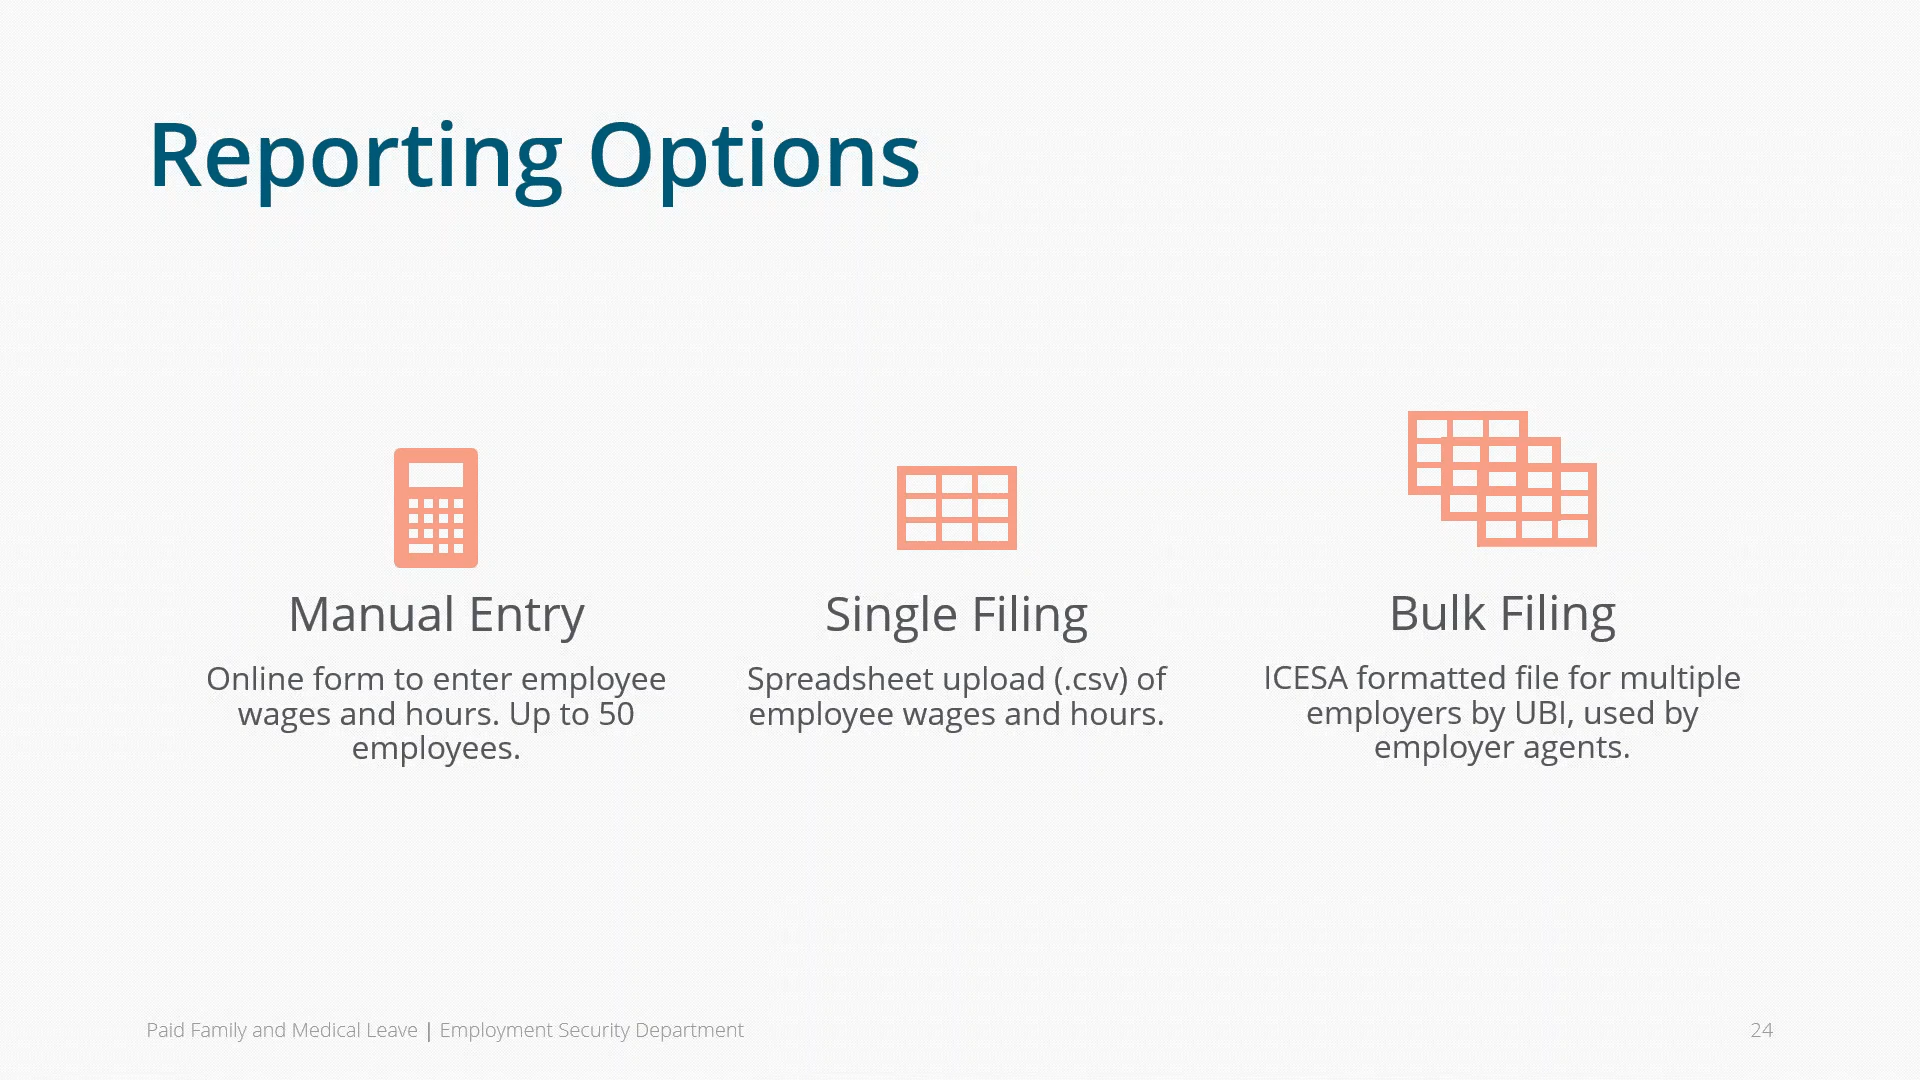 Reporting Options
Manual Entry
Online form to enter employee
wages and hours. Up to 50
employees.
Single Filing
Spreadsheet upload (.csv) of
employee wages and hours.
Bulk Filing
ICESA formatted file for multiple
employers by UBI, used by
employer agents.
Paid Family and Medical Leave | Employment Security Department
24